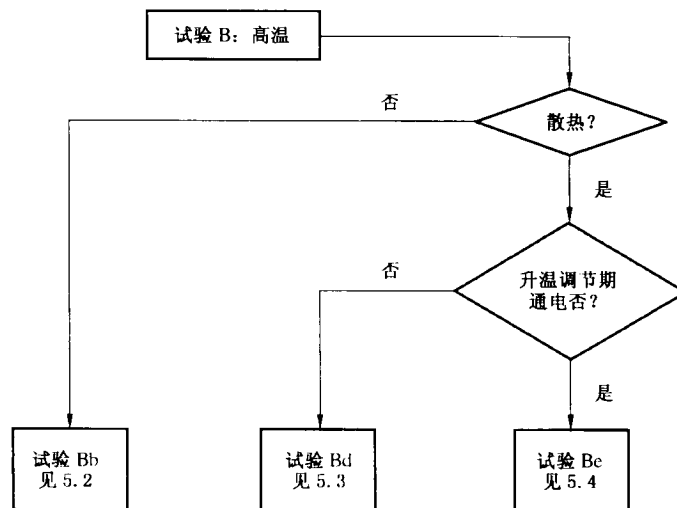 试验 B：高温
否
散热？
是
否
升温调节期
通电否？
是
试验 Bb
见 5.2
试验 Bd
见 5.3
试验 Be
见 5.4